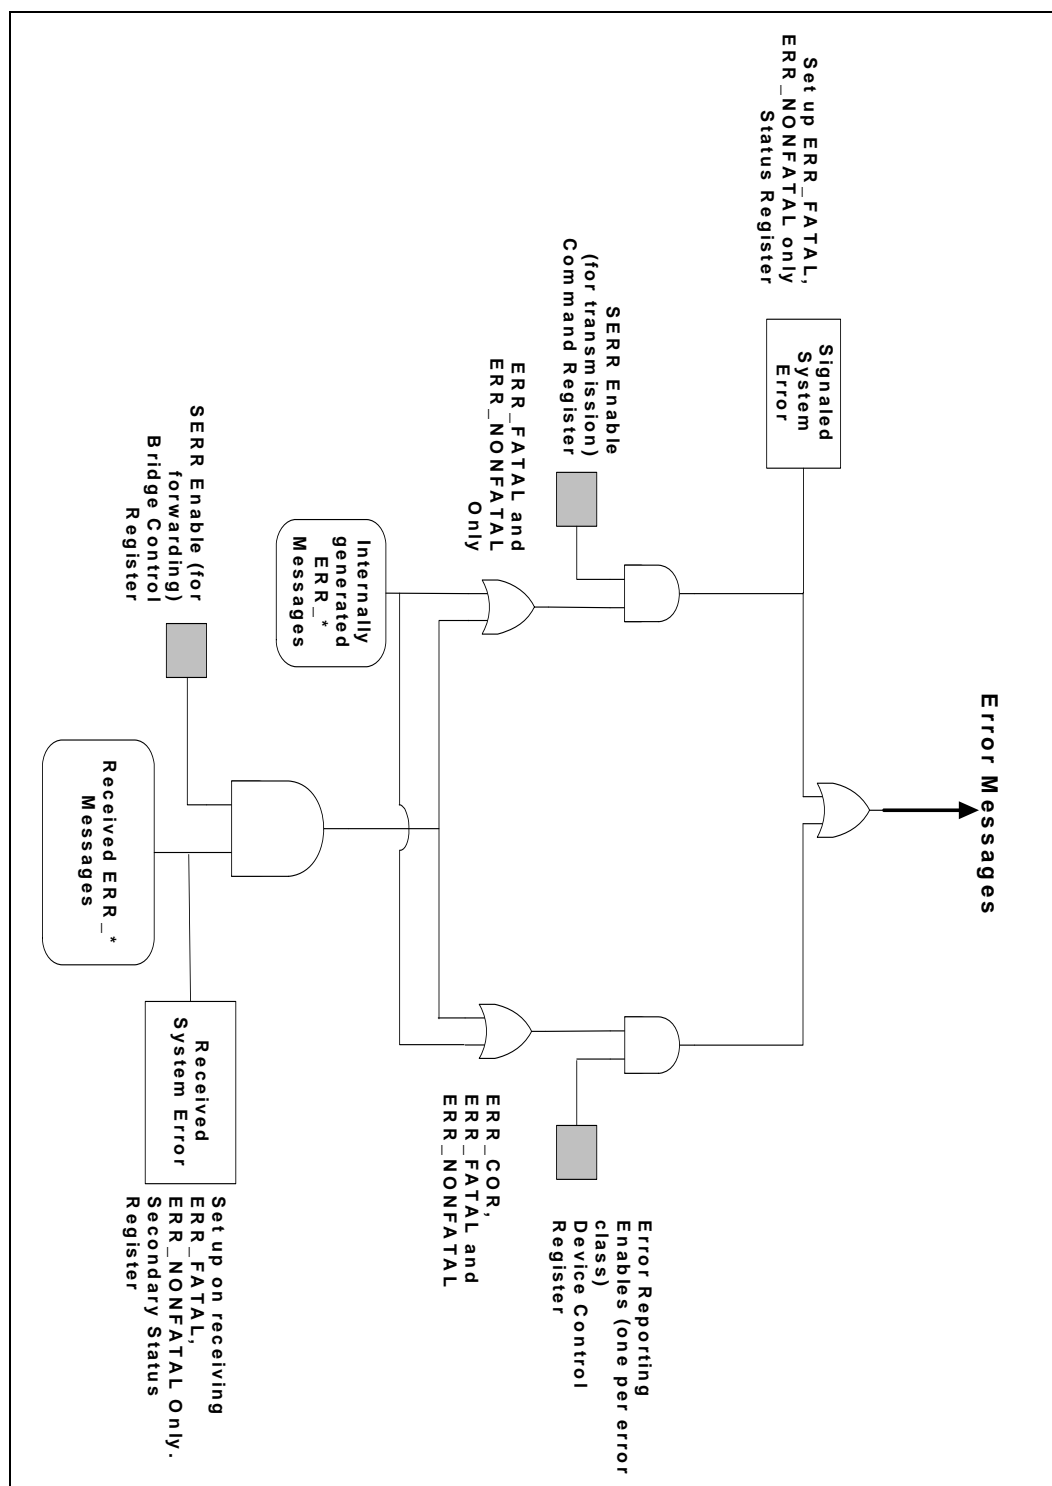 Error Messages
Set up ERR_FATAL,
ERR_NONFATAL only
Status Register
Signaled
System
Error
SERR Enable
(for transmission)
Command Register
ERR_FATAL and
ERR_NONFATAL
Only
Error Reporting
Enables (one per error
class)
Device Control
Register
ERR_COR,
ERR_FATAL and
ERR_NONFATAL
Internally
generated
ERR_*
Messages
SERR Enable (for
forwarding)
Bridge Control
Register
Received ERR_*
Messages
Received
System Error
Set up on receiving
ERR_FATAL,
ERR_NONFATAL Only.
Secondary Status
Register